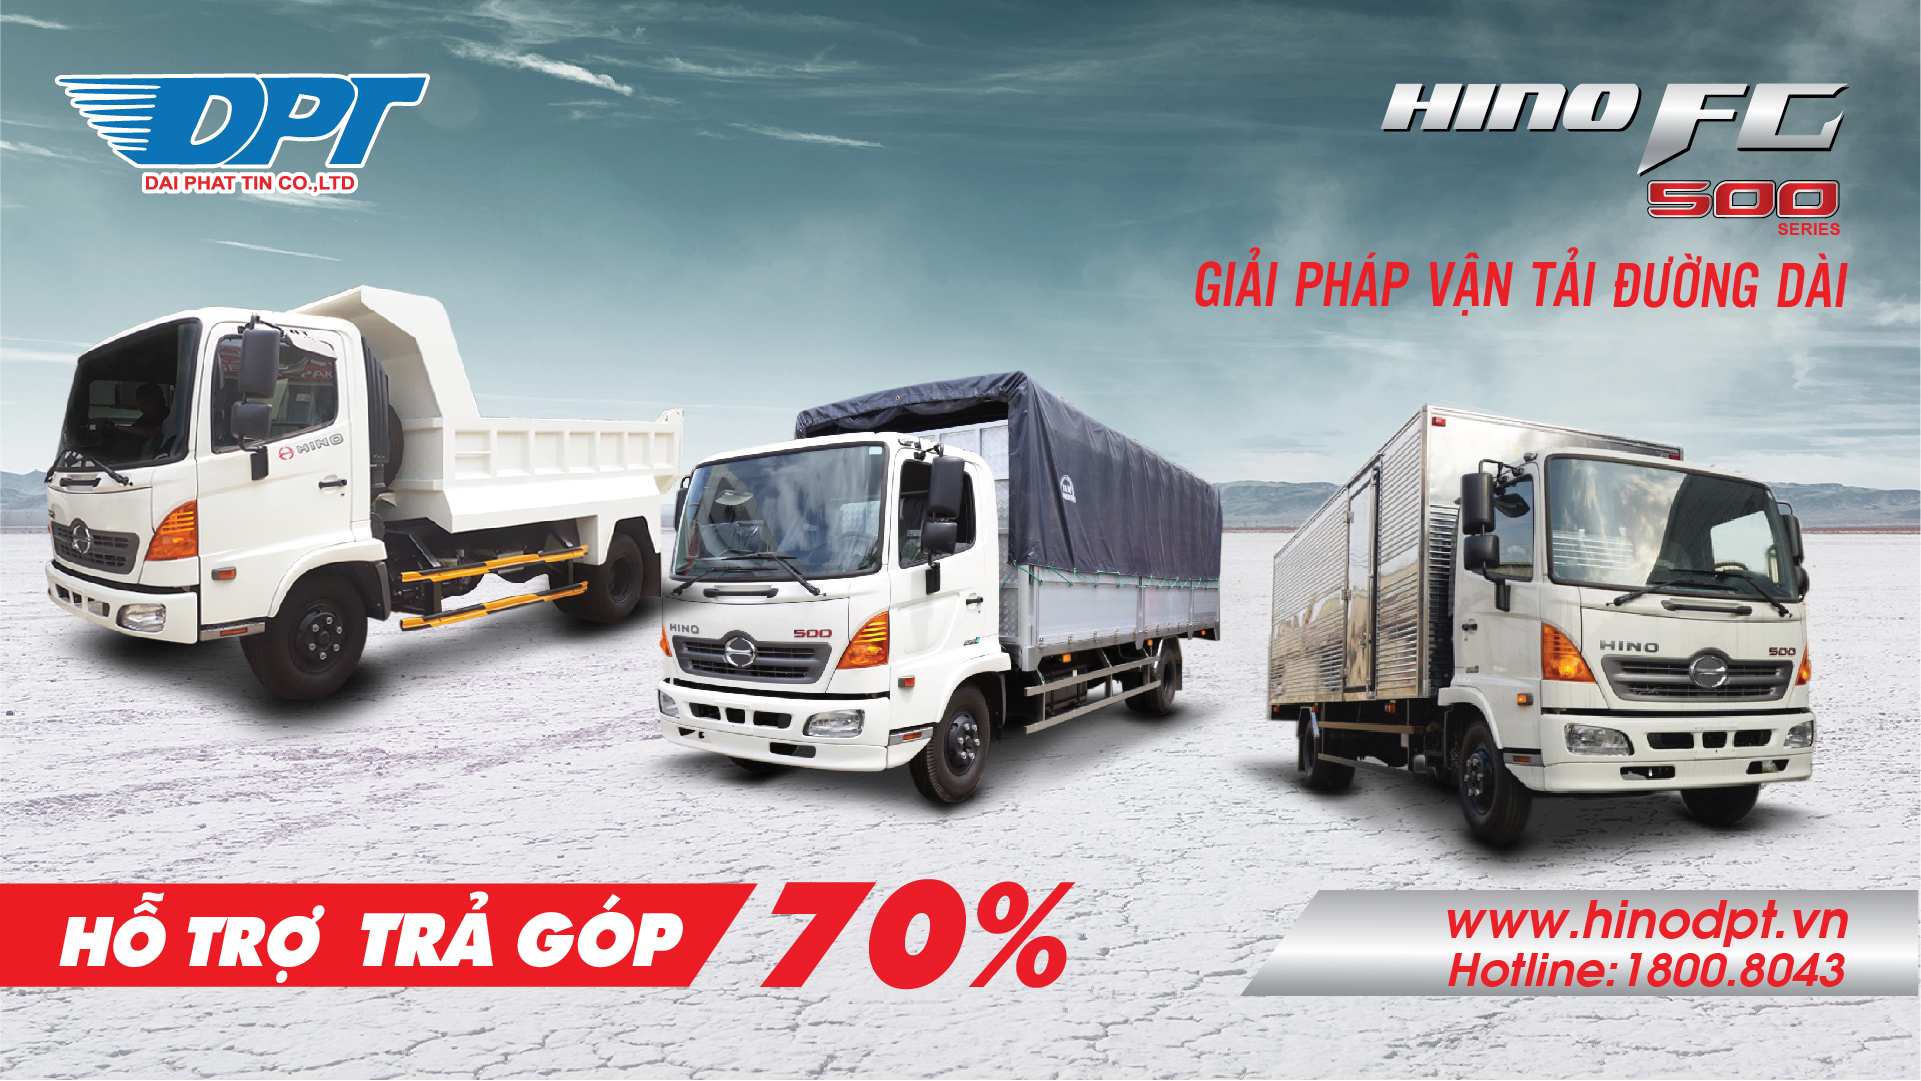 DPT
DAI PHAT TIN CO.,LTD
HINO FC
500
SERIES
GIẢI PHÁP VẬN TẢI ĐƯỜNG DÀI
HINO
HINO 500
HINO 500
HỖ TRỢ TRẢ GÓP 70%
www.hinodpt.vn
Hotline:1800.8043